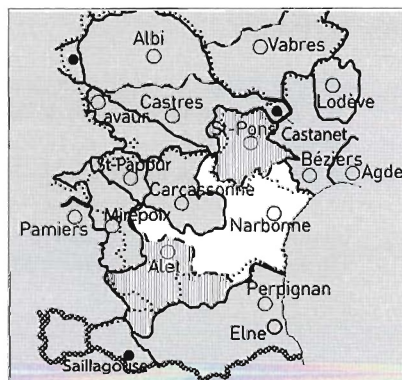 Albi
Vabres
Lavaur
Castres
Lodève
St-Pons
Castanet
Béziers
Agde
St-Papour
Carcassonne
Pamiers
Mirepoix
Narbonne
Alet
Perpignan
Elne
Saillagouse